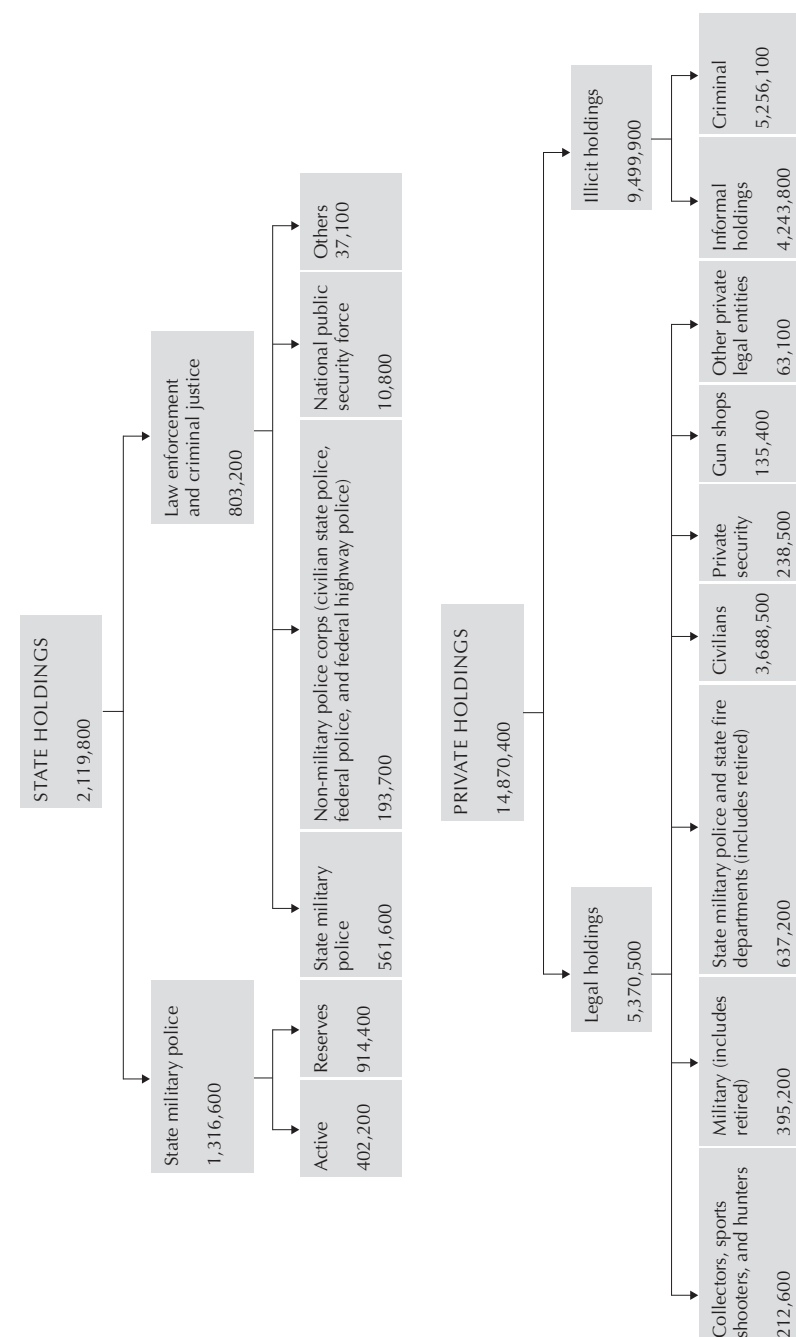 STATE HOLDINGS
2,119,800
State military police
1,316,600
Law enforcement
and criminal justice
803,200
Active
402,200
Reserves
914,400
State military
police
561,600
Non-military police corps (civilian state police,
federal police, and federal highway police)
193,700
National public
security force
10,800
Others
37,100
PRIVATE HOLDINGS
14,870,400
Legal holdings
5,370,500
Illicit holdings
9,499,900
Collectors, sports
shooters, and hunters
212,600
Military (includes
retired)
395,200
State military police and state fire
departments (includes retired)
637,200
Civilians
3,688,500
Private
security
238,500
Gun shops
135,400
Other private
legal entities
63,100
Informal
holdings
4,243,800
Criminal
5,256,100